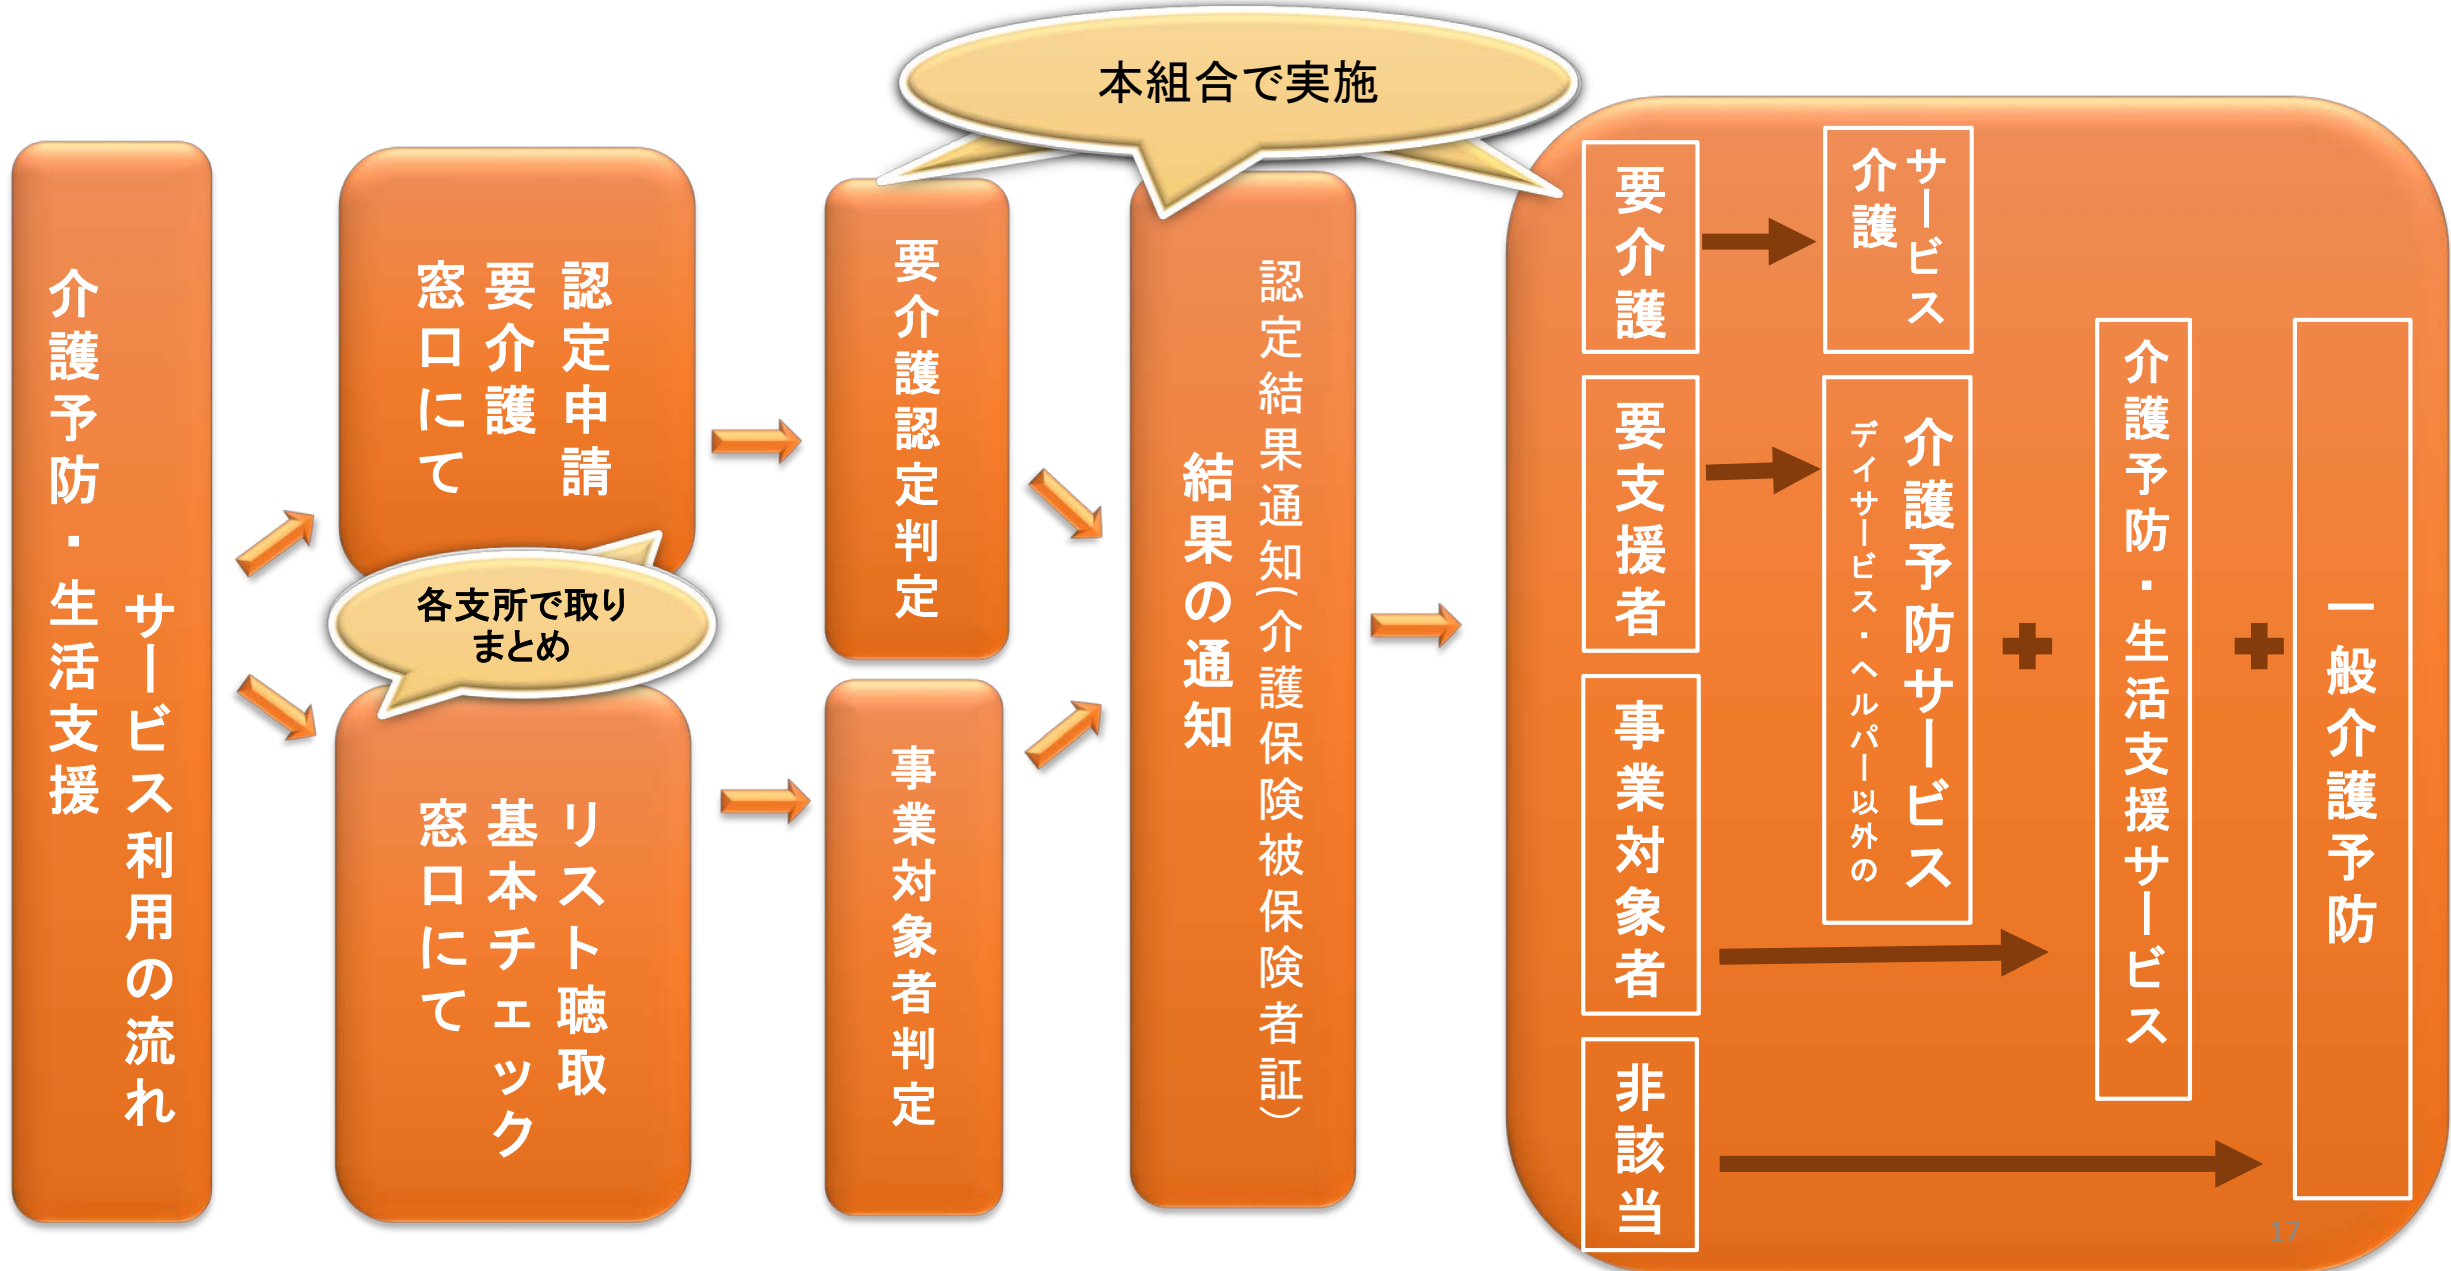 本組合で実施
介護予防・生活支援
サービス利用の流れ
窓口にて
要介護
認定申請
各支所で取り
まとめ
窓口にて
基本チェック
リスト聴取
要介護認定判定
事業対象者判定
結果の通知
認定結果通知(介護保険被保険者証)
要介護
介護
サービス
要支援者
デイサービス・ヘルパー以外の
介護予防サービス
事業対象者
非該当
介護予防・生活支援サービス
一般介護予防
17